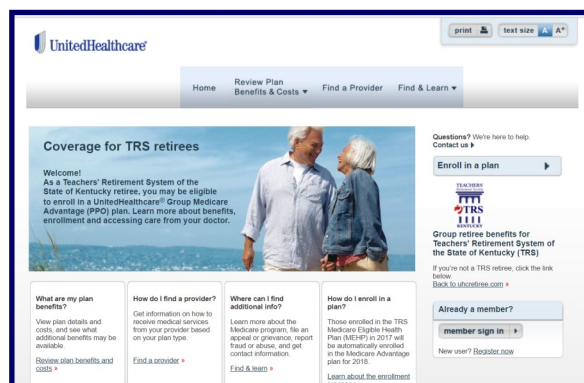 print
text size A A+
UnitedHealthcare®
Home
Review Plan
Benefits & Costs
Find a Provider
Find & Learn
Coverage for TRS retirees
Welcome!
As a Teachers' Retirement System of the
State of Kentucky retiree, you may be eligible
to enroll in a UnitedHealthcare® Group Medicare
Advantage (PPO) plan. Learn more about benefits,
enrollment and accessing care from your doctor.
Questions? We're here to help.
Contact us
Enroll in a plan
TEACHERS'
TRS
KENTUCKY
Group retiree benefits for
Teachers' Retirement System of
the State of Kentucky (TRS)
If you're not a TRS retiree, click the link
below.
Back to uhcretiree.com »
Already a member?
member sign in
New user? Register now
What are my plan
benefits?
View plan details and
costs, and see what
additional benefits may be
available.
Review plan benefits and
costs »
How do I find a provider?
Get information on how to
receive medical services
from your provider based
on your plan type.
Find a provider »
Where can I find
additional info?
Learn more about the
Medicare program, file an
appeal or grievance, report
fraud or abuse, and get
contact information.
Find & learn »
How do I enroll in a
plan?
Those enrolled in the TRS
Medicare Eligible Health
Plan (MEHP) in 2017 will
be automatically enrolled
in the Medicare Advantage
plan for 2018.
Learn about the enrollment